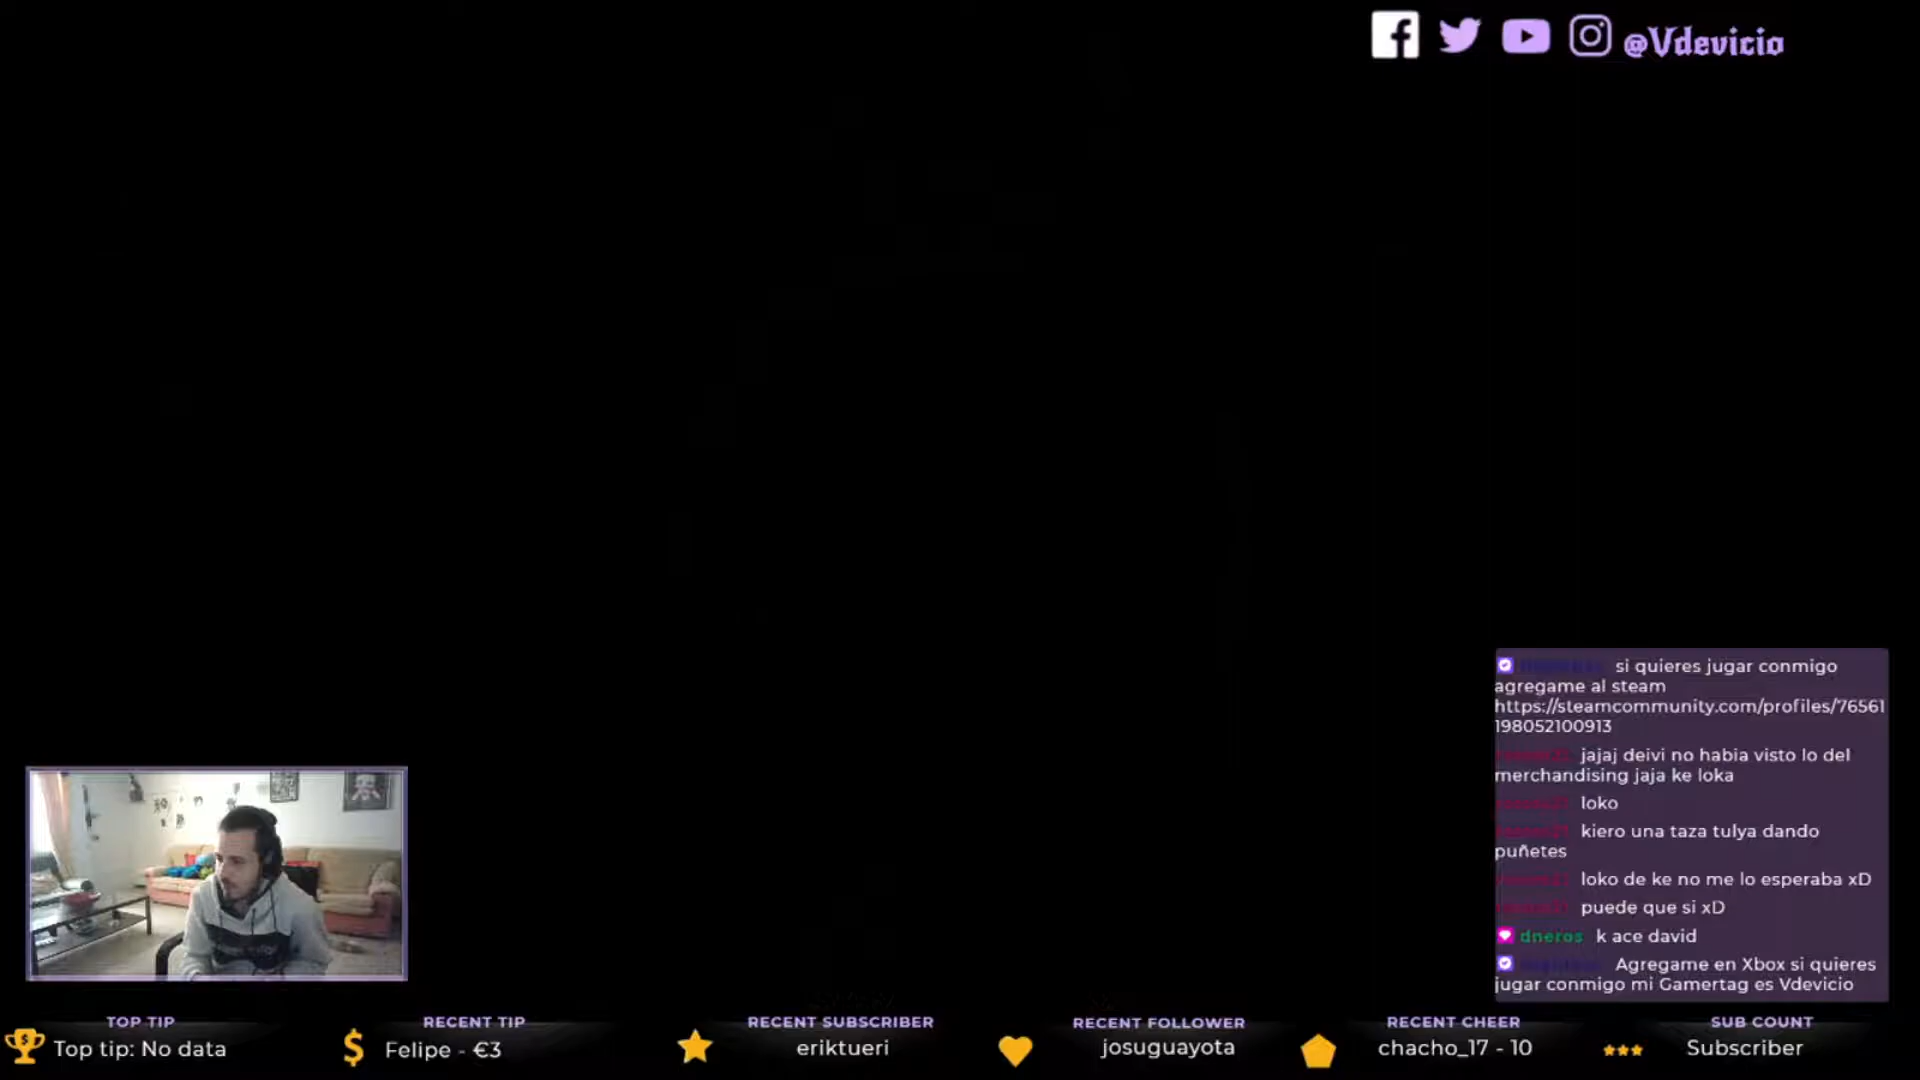 @Vdevicio
si quieres jugar conmigo
agregame al steam
https://steamcommunity.com/profiles/76561
198052100913
jajaj deivi no habia visto lo del
merchandising jaja ke loka
loko
kiero una taza tulya dando
puñetes
loko de ke no me lo esperaba xD
puede que si xD
dneros k ace david
Agregame en Xbox si quieres
jugar conmigo mi Gamertag es Vdevicio
TOP TIP
Top tip: No data
RECENT TIP
Felipe - €3
RECENT SUBSCRIBER
eriktueri
RECENT FOLLOWER
josuguayota
RECENT CHEER
chacho_17 - 10
SUB COUNT
Subscriber